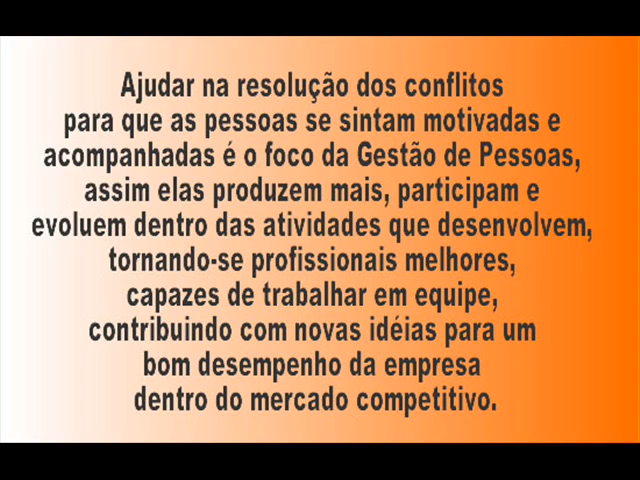 Ajudar na resolução dos conflitos
para que as pessoas se sintam motivadas e
acompanhadas é o foco da Gestão de Pessoas,
assim elas produzem mais, participam e
evoluem dentro das atividades que desenvolvem,
tornando-se profissionais melhores,
capazes de trabalhar em equipe,
contribuindo com novas idéias para um
bom desempenho da empresa
dentro do mercado competitivo.